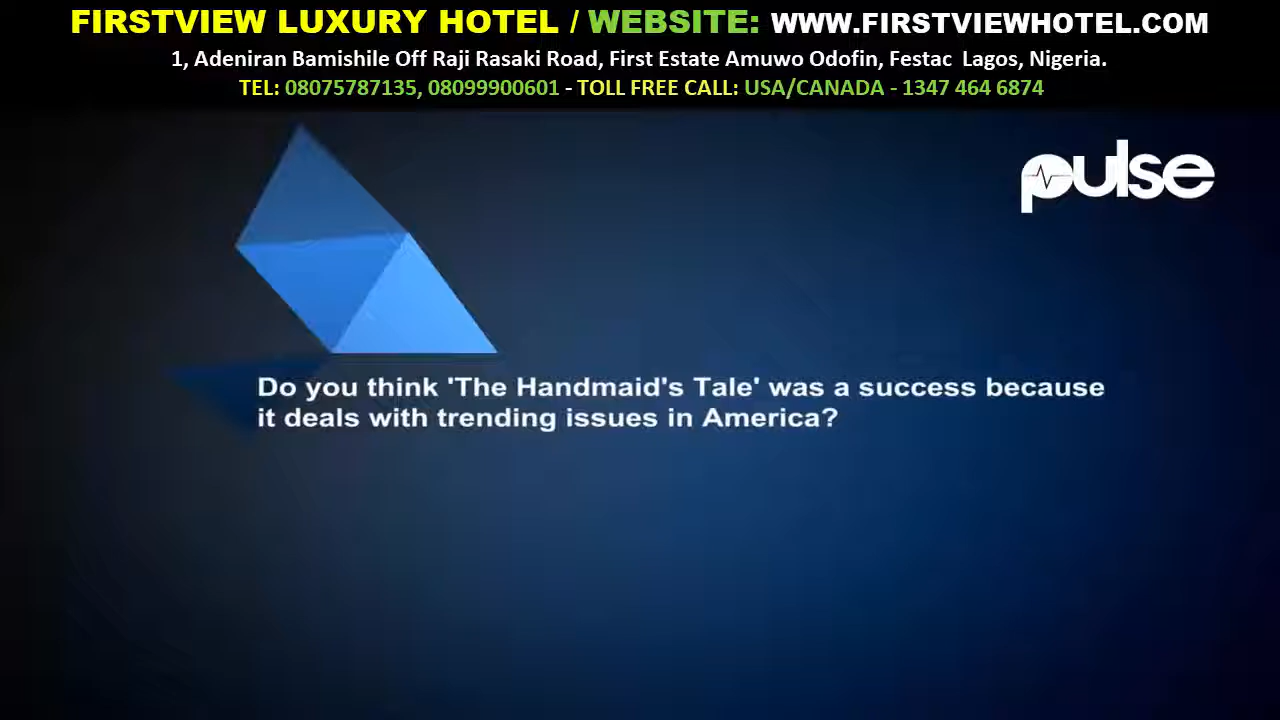 FIRSTVIEW LUXURY HOTEL / WEBSITE: WWW.FIRSTVIEWHOTEL.COM
1, Adeniran Bamishile Off Raji Rasaki Road, First Estate Amuwo Odofin, Festac Lagos, Nigeria.
TEL: 08075787135, 08099900601 - TOLL FREE CALL: USA/CANADA - 1347 464 6874
pulse
Do you think 'The Handmaid's Tale' was a success because
it deals with trending issues in America?